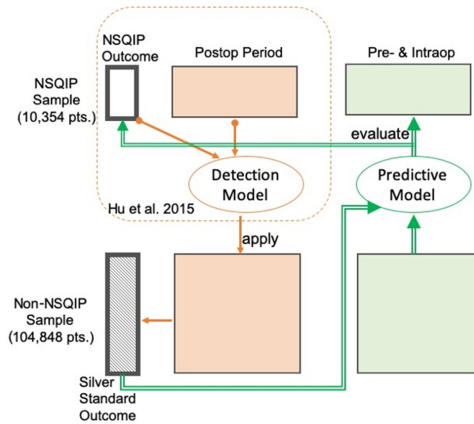 NSQIP
Outcome
Postop Period
Pre- & Intraop
NSQIP
Sample
(10,354 pts.)
evaluate
Detection
Model
Predictive
Model
Hu et al. 2015
apply
Non-NSQIP
Sample
(104,848 pts.)
Silver
Standard
Outcome